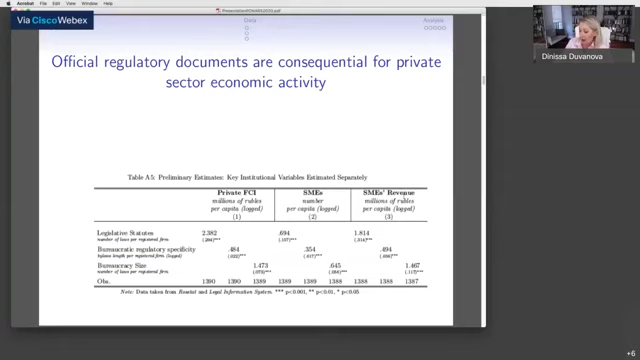 Acrobat File Edit View Window Help
Via Cisco Webex
Data
Analysis
Official regulatory documents are consequential for private
sector economic activity
Dinissa Duvanova
Table A5: Preliminary Estimates: Key Institutional Variables Estimated Separately
Private FCI SMEs SMEs' Revenue
millions of rubles number millions of rubles
per capita (logged) per capita (logged) per capita (logged)
(1) (2) (3)
Legislative Statutes 2.382 .694 1.814
number of laws per registered firm
Bureaucratic regulatory specificity .484 .354 .494
bylaws length per registered firm (logged)
Bureaucracy Size 1.473 .645 1.467
number of laws per registered firm
Obs. 1390 1390 1389 1389 1389 1388 1388 1388 1387
Note: Data taken from Rosstat and Legal Information System. *** p<0.001, ** p<0.01, * p<0.05
+6